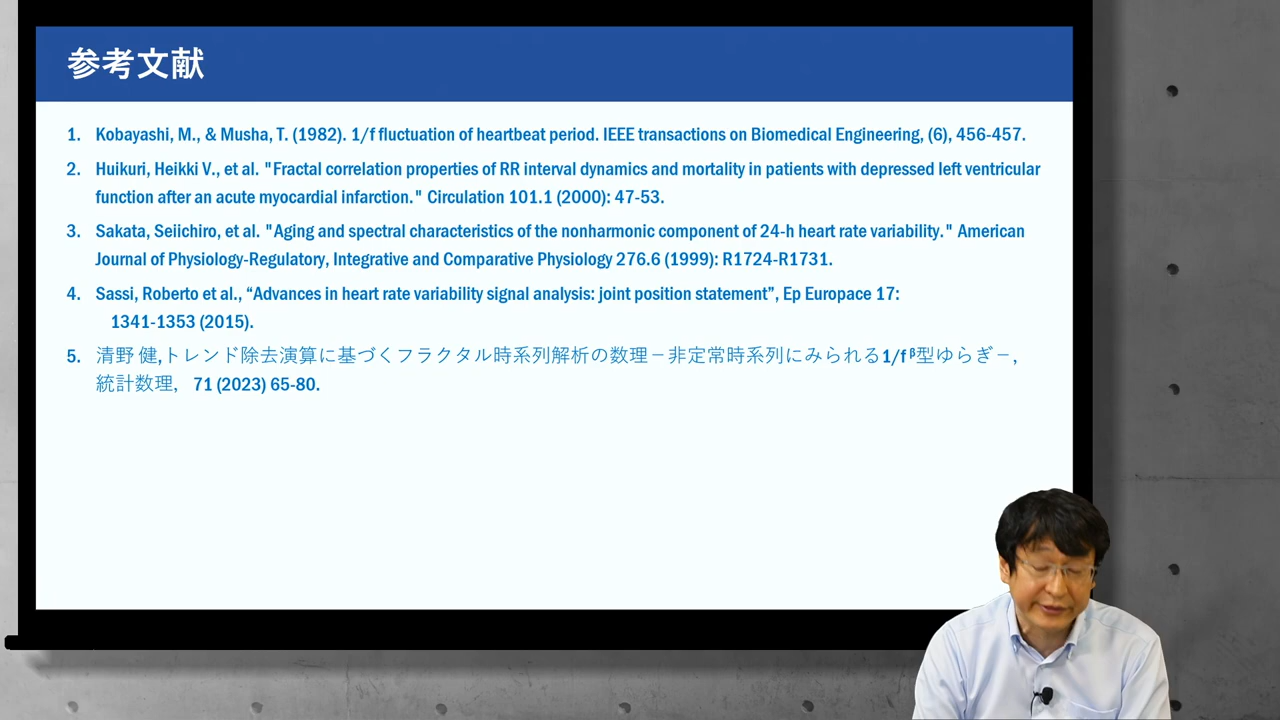 参考文献
1. Kobayashi, M., & Musha, T. (1982). 1/f fluctuation of heartbeat period. IEEE transactions on Biomedical Engineering, (6), 456-457.
2. Huikuri, Heikki V., et al. "Fractal correlation properties of RR interval dynamics and mortality in patients with depressed left ventricular
function after an acute myocardial infarction." Circulation 101.1 (2000): 47-53.
3. Sakata, Seiichiro, et al. "Aging and spectral characteristics of the nonharmonic component of 24-h heart rate variability." American
Journal of Physiology-Regulatory, Integrative and Comparative Physiology 276.6 (1999): R1724-R1731.
4. Sassi, Roberto et al., “Advances in heart rate variability signal analysis: joint position statement”, Ep Europace 17:
1341-1353 (2015).
5. 清野 健,トレンド除去演算に基づくフラクタル時系列解析の数理－非定常時系列にみられる1/f ᵝ型ゆらぎ－,
統計数理, 71 (2023) 65-80.